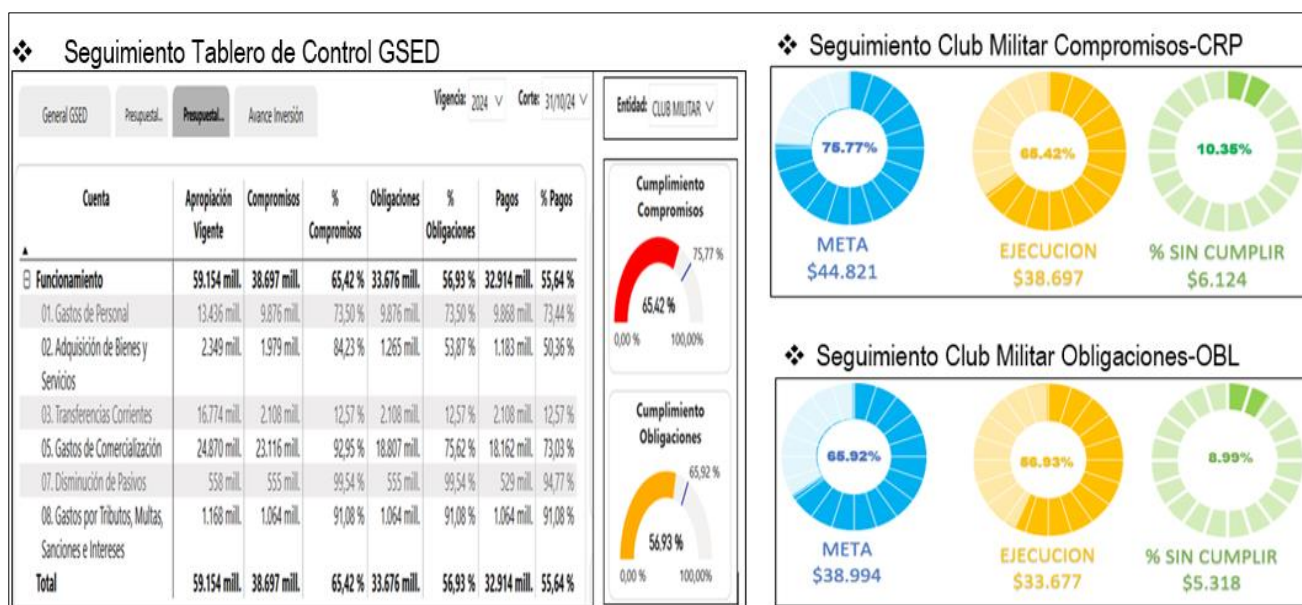 ❖ Seguimiento Tablero de Control GSED
General GSED
Presupuestal...
Presupuestal...
Avance Inversión
Vigencia: 2024
Corte: 31/10/24
Cuenta Apropiación Compromisos % Obligaciones % Pagos % Pagos
Vigente Compromisos Obligaciones
Funcionamiento 59.154 mill. 38.697 mill. 65,42 % 33.676 mill. 56,93 % 32.914 mill. 55,64 %
01. Gastos de Personal 13.436 mill. 9.876 mill. 73,50 % 9.876 mill. 73,50 % 9.868 mill. 73,44 %
02. Adquisición de Bienes y 2.349 mill. 1.979 mill. 84,23 % 1.265 mill. 53,87 % 1.183 mill. 50,36 %
Servicios
03. Transferencias Corrientes 16.774 mill. 2.108 mill. 12,57 % 2.108 mill. 12,57 % 2.108 mill. 12,57 %
05. Gastos de Comercialización 24.870 mill. 23.116 mill. 92,95 % 18.807 mill. 75,62 % 18.162 mill. 73,03 %
07. Disminución de Pasivos 558 mill. 555 mill. 99,54 % 555 mill. 99,54 % 529 mill. 94,77 %
08. Gastos por Tributos, Multas, 1.168 mill. 1.064 mill. 91,08 % 1.064 mill. 91,08 % 1.064 mill. 91,08 %
Sanciones e Intereses
Total 59.154 mill. 38.697 mill. 65,42 % 33.676 mill. 56,93 % 32.914 mill. 55,64 %
Entidad: CLUB MILITAR
Cumplimiento
Compromisos
75,77 %
65,42 %
0,00 % 100,00%
Cumplimiento
Obligaciones
65,92 %
56,93 %
0,00 % 100,00%
❖ Seguimiento Club Militar Compromisos-CRP
75.77%
65.42%
10.35%
META
$44.821
EJECUCION
$38.697
% SIN CUMPLIR
$6.124
❖ Seguimiento Club Militar Obligaciones-OBL
65.92%
56.93%
8.99%
META
$38.994
EJECUCION
$33.677
% SIN CUMPLIR
$5.318